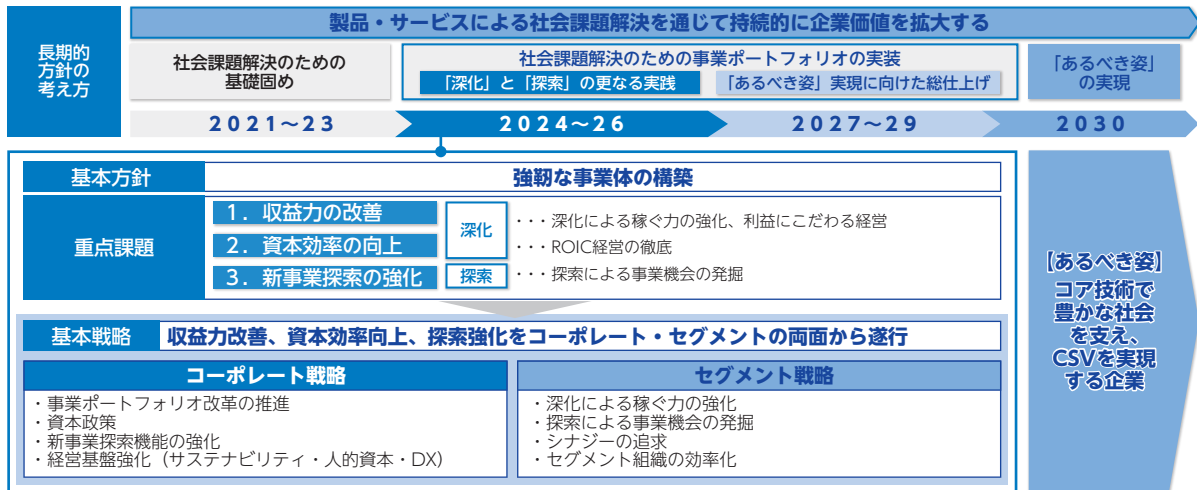 製品・サービスによる社会課題解決を通じて持続的に企業価値を拡大する
長期的
方針の
考え方
社会課題解決のための
基礎固め
社会課題解決のための事業ポートフォリオの実装
「深化」と「探索」の更なる実践
「あるべき姿」実現に向けた総仕上げ
「あるべき姿」
の実現
2021～23
2024～26
2027～29
2030
基本方針
強靭な事業体の構築
重点課題
1．収益力の改善
2．資本効率の向上
3．新事業探索の強化
深化
探索
・・・深化による稼ぐ力の強化、利益にこだわる経営
・・・ROIC経営の徹底
・・・探索による事業機会の発掘
基本戦略
収益力改善、資本効率向上、探索強化をコーポレート・セグメントの両面から遂行
コーポレート戦略
・事業ポートフォリオ改革の推進
・資本政策
・新事業探索機能の強化
・経営基盤強化（サステナビリティ・人的資本・DX）
セグメント戦略
・深化による稼ぐ力の強化
・探索による事業機会の発掘
・シナジーの追求
・セグメント組織の効率化
【あるべき姿】
コア技術で
豊かな社会
を支え、
CSVを実現
する企業